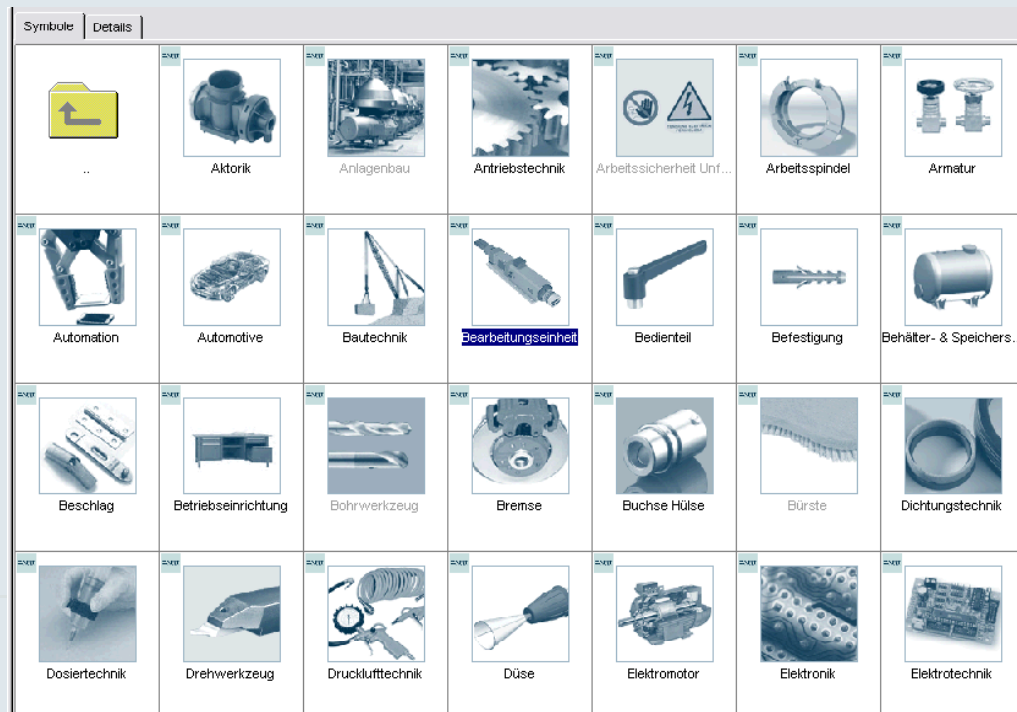 Symbole Details
..
Aktorik
Anlagenbau
Antriebstechnik
Arbeitssicherheit Unf...
Arbeitsspindel
Armatur
Automation
Automotive
Bautechnik
Bearbeitungseinheit
Bedienteil
Befestigung
Behälter- & Speichers...
Beschlag
Betriebseinrichtung
Bohrwerkzeug
Bremse
Buchse Hülse
Bürste
Dichtungstechnik
Dosiertechnik
Drehwerkzeug
Drucklufttechnik
Düse
Elektromotor
Elektronik
Elektrotechnik